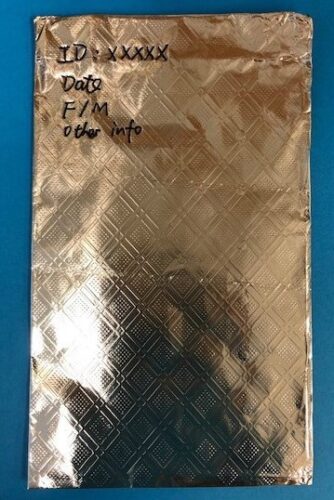 ID : XXXXX
Date
F/M
Other info